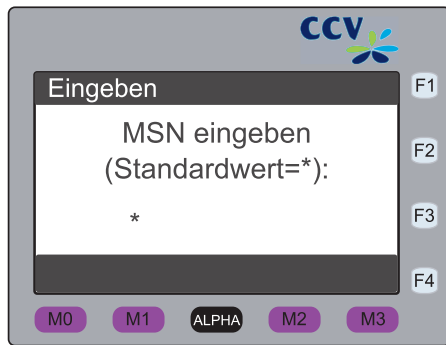 CCV
Eingeben
F1
MSN eingeben
F2
(Standardwert=*):
*
F3
F4
M0 M1 ALPHA M2 M3